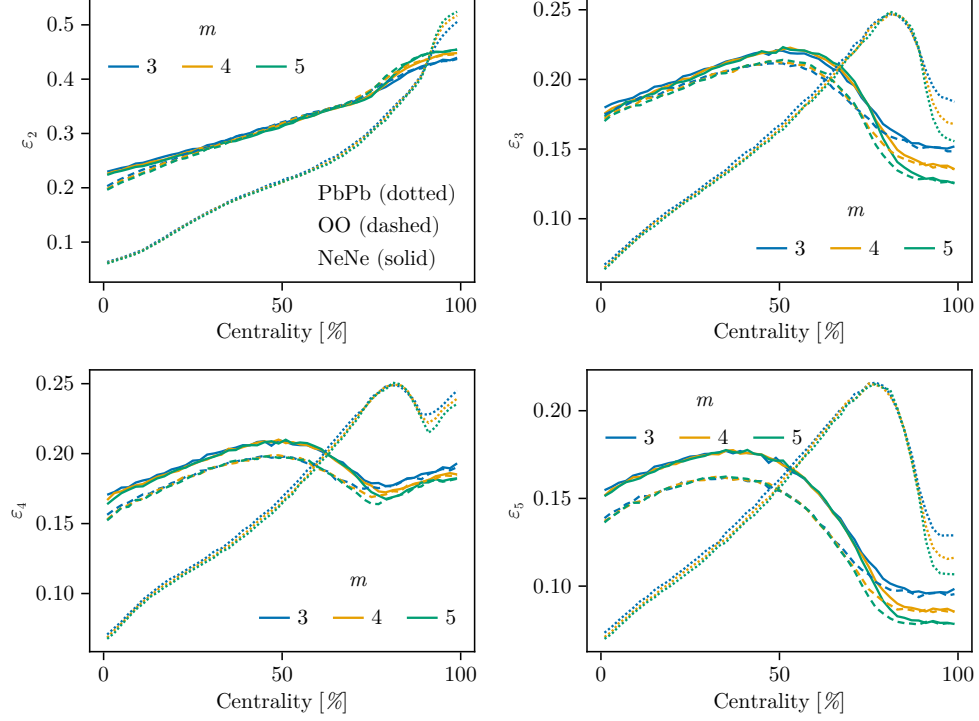 0.5
0.4
0.3
0.2
0.1
ε₂
m
3 4 5
PbPb (dotted)
OO (dashed)
NeNe (solid)
0 50 100
Centrality [%]
0.25
0.20
0.15
0.10
ε₃
m
3 4 5
0 50 100
Centrality [%]
0.25
0.20
0.15
0.10
ε₄
m
3 4 5
0 50 100
Centrality [%]
0.20
0.15
0.10
ε₅
m
3 4 5
0 50 100
Centrality [%]